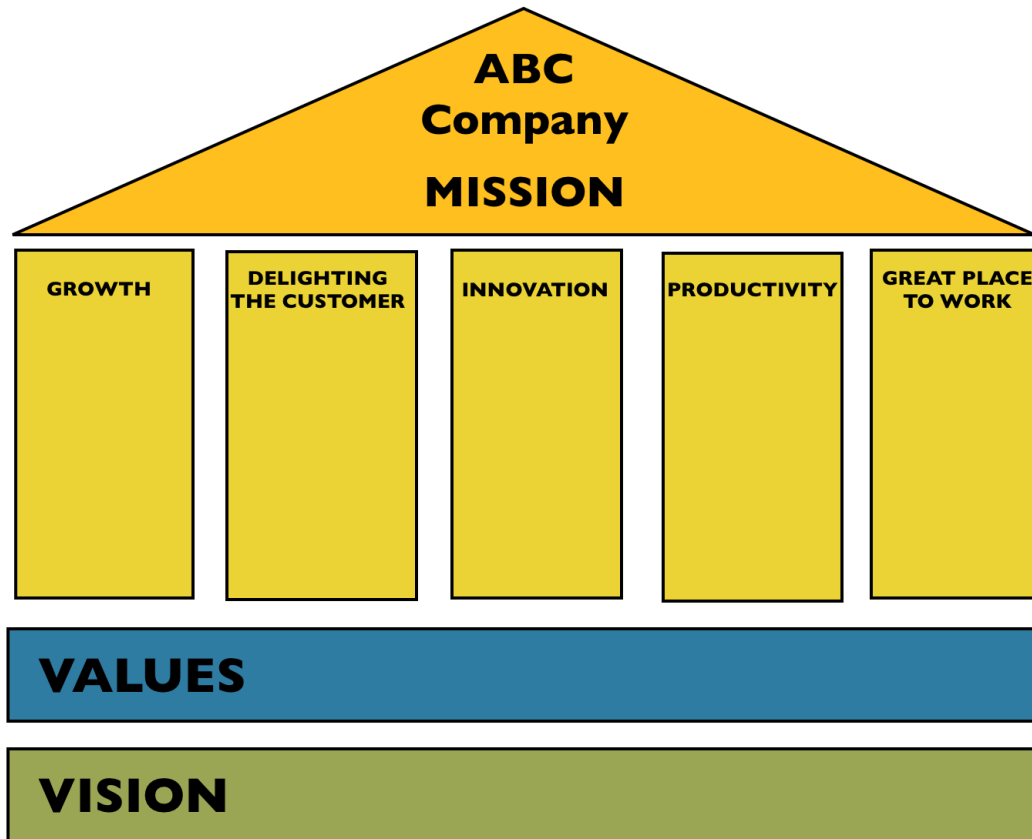 ABC
Company
MISSION
GROWTH
DELIGHTING
THE CUSTOMER
INNOVATION
PRODUCTIVITY
GREAT PLACE
TO WORK
VALUES
VISION